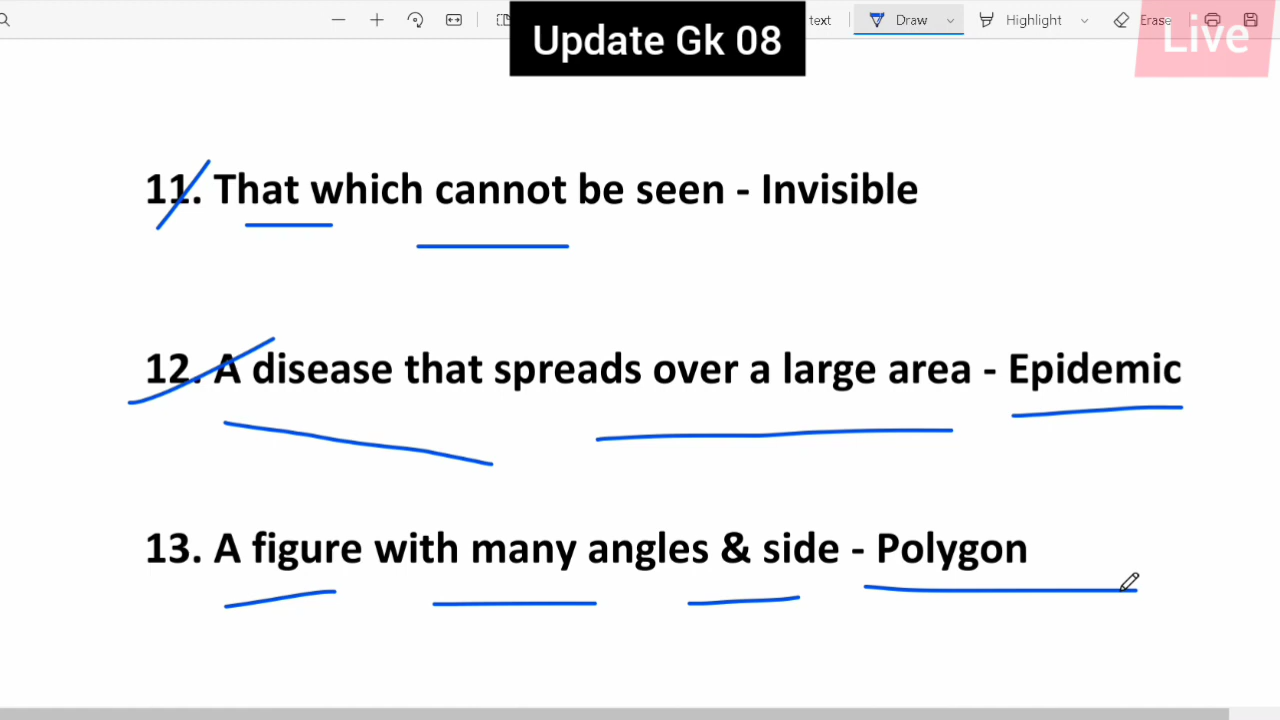 text Draw Highlight Erase
Update Gk 08
Live
11. That which cannot be seen - Invisible
12. A disease that spreads over a large area - Epidemic
13. A figure with many angles & side - Polygon